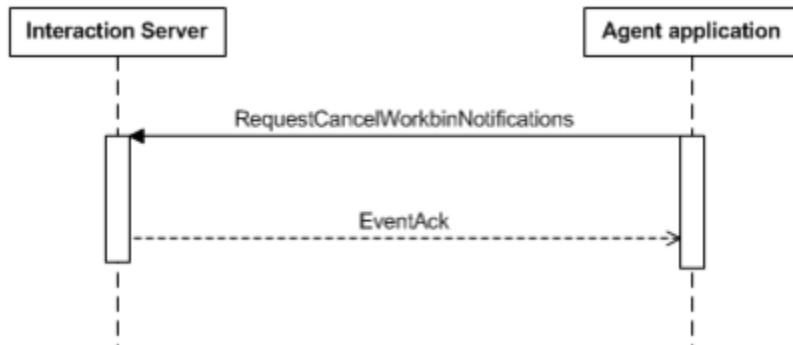 Interaction Server
Agent application
RequestCancelWorkbinNotifications
EventAck